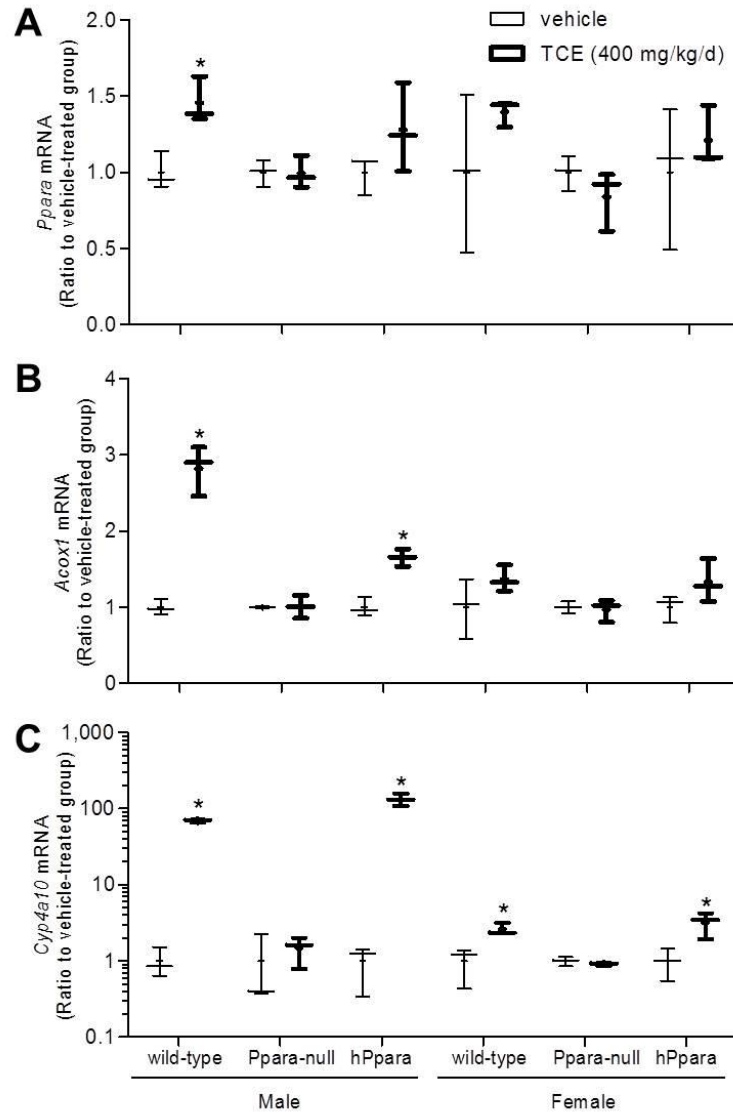 A
vehicle
TCE (400 mg/kg/d)
Ppara mRNA
(Ratio to vehicle-treated group)
2.0
1.5
1.0
0.5
0.0
*
B
Acox1 mRNA
(Ratio to vehicle-treated group)
4
3
2
1
0
*
*
C
Cyp4a10 mRNA
(Ratio to vehicle-treated group)
1,000
100
10
1
0.1
*
*
*
*
wild-type Ppara-null hPpara wild-type Ppara-null hPpara
Male Female